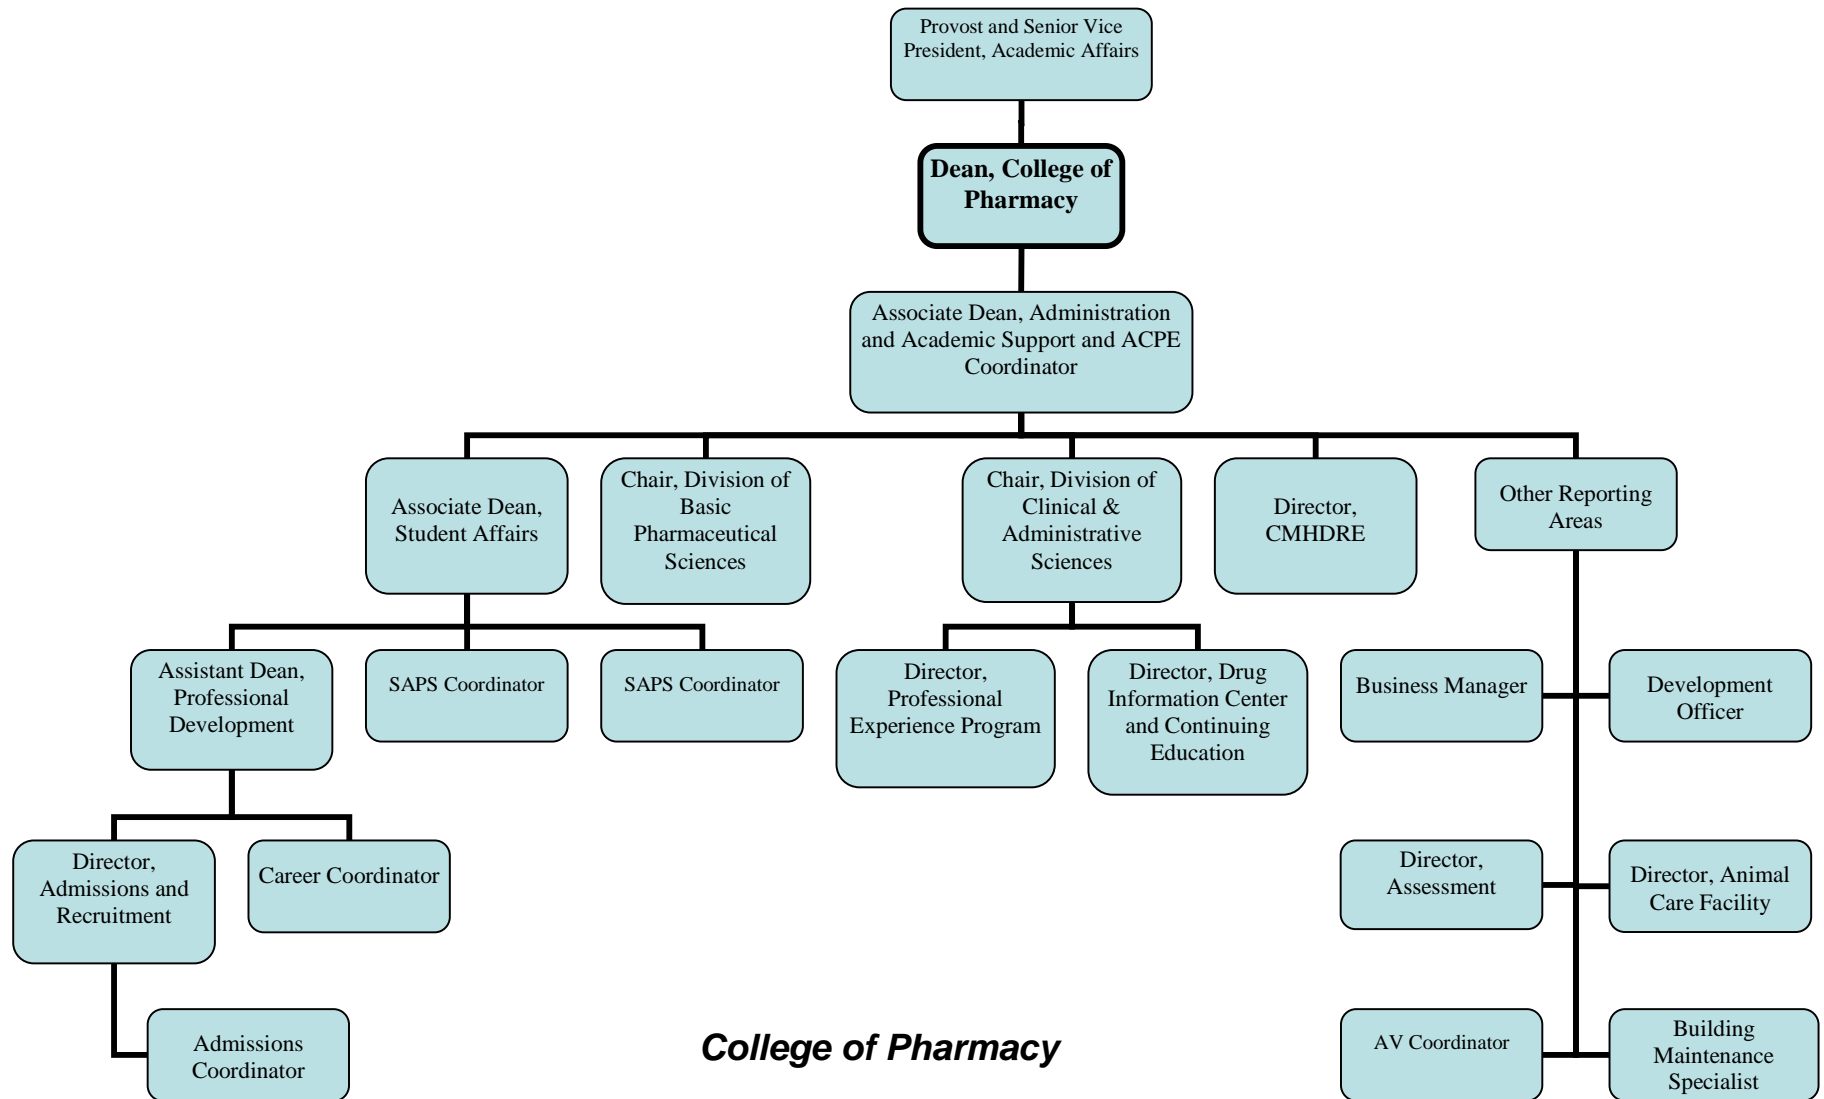 Provost and Senior Vice
President, Academic Affairs
Dean, College of
Pharmacy
Associate Dean, Administration
and Academic Support and ACPE
Coordinator
Associate Dean,
Student Affairs
Chair, Division of
Basic
Pharmaceutical
Sciences
Chair, Division of
Clinical &
Administrative
Sciences
Director,
CMHDRE
Other Reporting
Areas
Assistant Dean,
Professional
Development
SAPS Coordinator
SAPS Coordinator
Director,
Professional
Experience Program
Director, Drug
Information Center
and Continuing
Education
Business Manager
Development
Officer
Director,
Admissions and
Recruitment
Career Coordinator
Director,
Assessment
Director, Animal
Care Facility
Admissions
Coordinator
College of Pharmacy
AV Coordinator
Building
Maintenance
Specialist